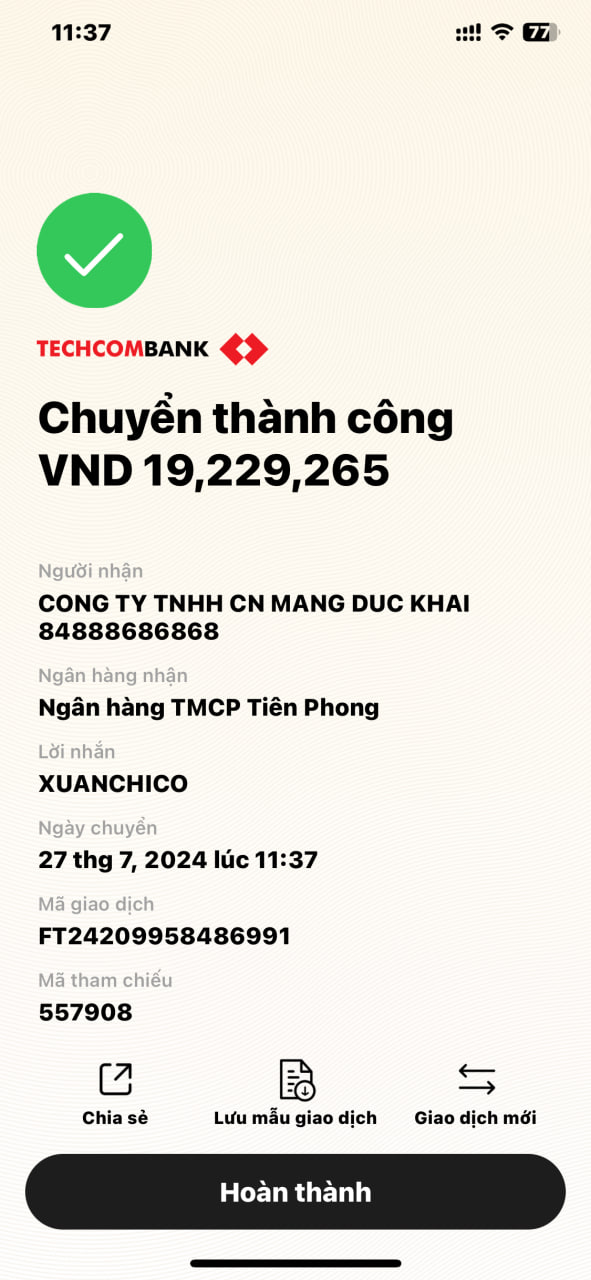 11:37
77
TECHCOMBANK
Chuyển thành công
VND 19,229,265
Người nhận
CONG TY TNHH CN MANG DUC KHAI
84888686868
Ngân hàng nhận
Ngân hàng TMCP Tiên Phong
Lời nhắn
XUANCHICO
Ngày chuyển
27 thg 7, 2024 lúc 11:37
Mã giao dịch
FT24209958486991
Mã tham chiếu
557908
Chia sẻ
Lưu mẫu giao dịch
Giao dịch mới
Hoàn thành